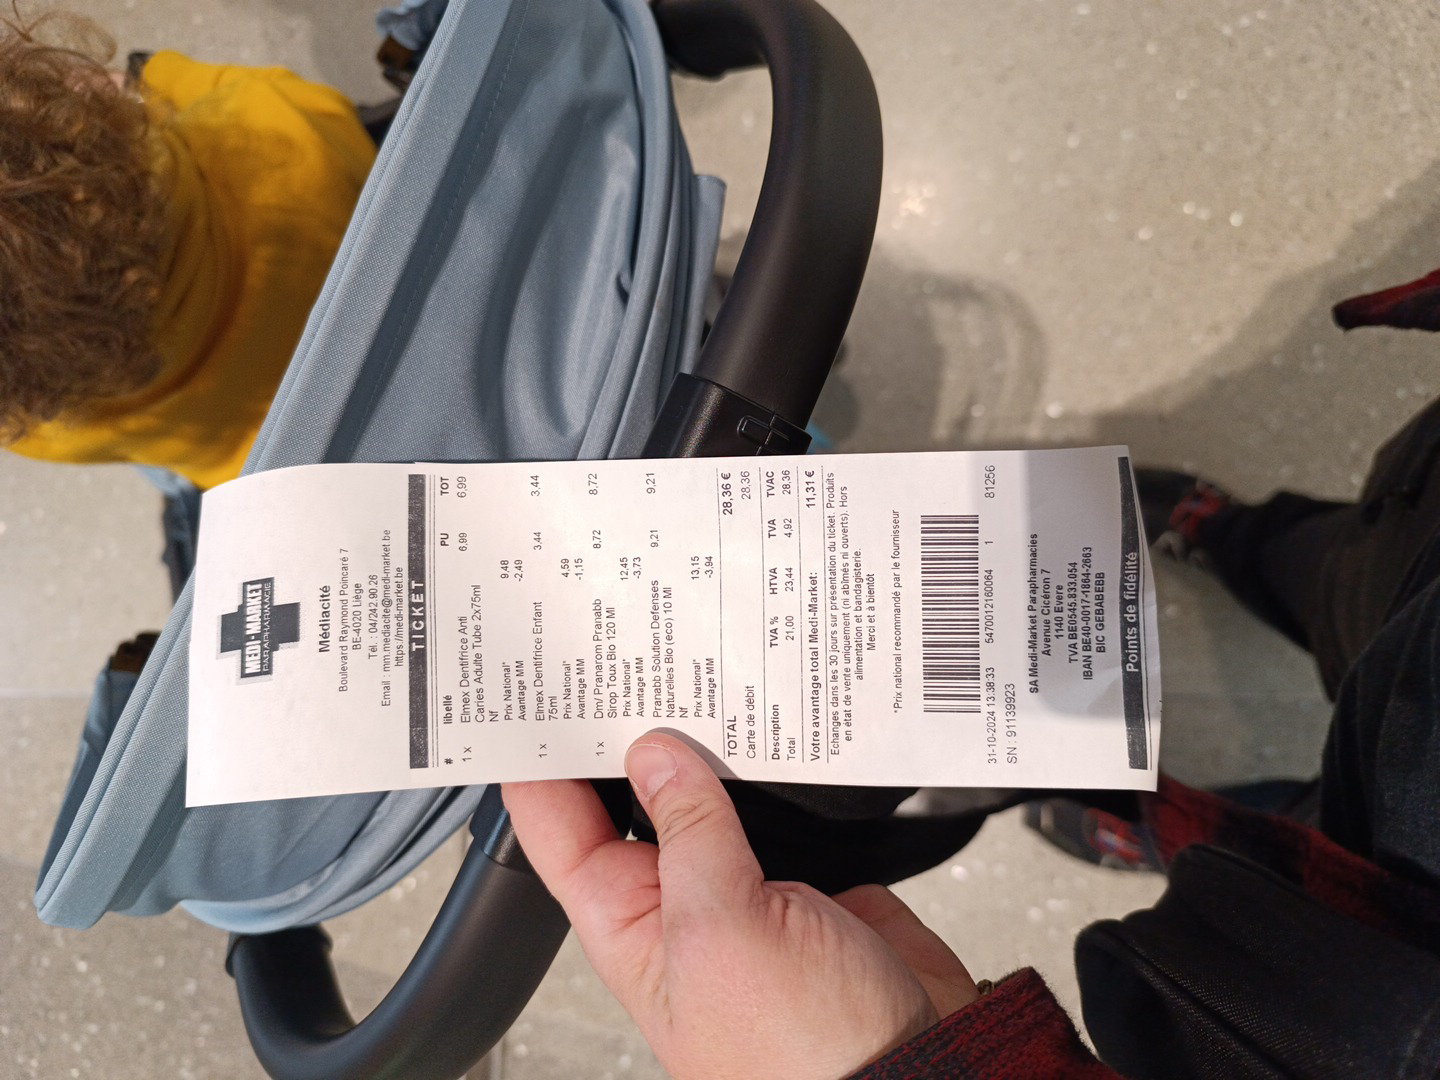 MEDI-MARKET
PARAPHARMACIE
Médiacité
Boulevard Raymond Poincaré 7
BE-4020 Liège
Tél. : 04/242.90.26
Email : mm.mediacite@medi-market.be
https://medi-market.be
TICKET
# libellé PU TOT
1 x Elmex Dentifrice Anti 6,99 6,99
Caries Adulte Tube 2x75ml
Nf
Prix National* 9,48
Avantage MM -2,49
1 x Elmex Dentifrice Enfant 3,44 3,44
75ml
Prix National* 4,59
Avantage MM -1,15
1 x Dm/ Pranarom Pranabb 8,72 8,72
Sirop Toux Bio 120 Ml
Prix National* 12,45
Avantage MM -3,73
Pranabb Solution Defenses 9,21 9,21
Naturelles Bio (eco) 10 Ml
Nf
Prix National* 13,15
Avantage MM -3,94
TOTAL 28,36 €
Carte de débit 28,36
Description TVA % HTVA TVA TVAC
Total 21,00 23,44 4,92 28,36
Votre avantage total Medi-Market: 11,31 €
Echanges dans les 30 jours sur présentation du ticket. Produits
en état de vente uniquement (ni abîmés ni ouverts). Hors
alimentation et bandagisterie.
Merci et à bientôt
*Prix national recommandé par le fournisseur
31-10-2024 13:38:33 5470012160064 1 81256
SN : 91139923
SA Medi-Market Parapharmacies
Avenue Cicéron 7
1140 Evere
TVA BE0545.833.054
IBAN BE40-0017-1864-2663
BIC GEBABEBB
Points de fidélité